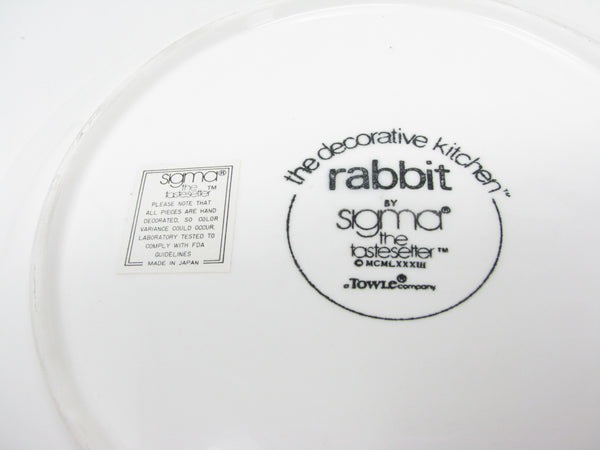 sigma®
the
tastesetter™
PLEASE NOTE THAT
ALL PIECES ARE HAND
DECORATED, SO COLOR
VARIANCE COULD OCCUR.
LABORATORY TESTED TO
COMPLY WITH FDA
GUIDELINES
MADE IN JAPAN
the decorative kitchen™
rabbit
BY
sigma®
the
tastesetter™
© MCMLXXXIII
a TOWLE® company